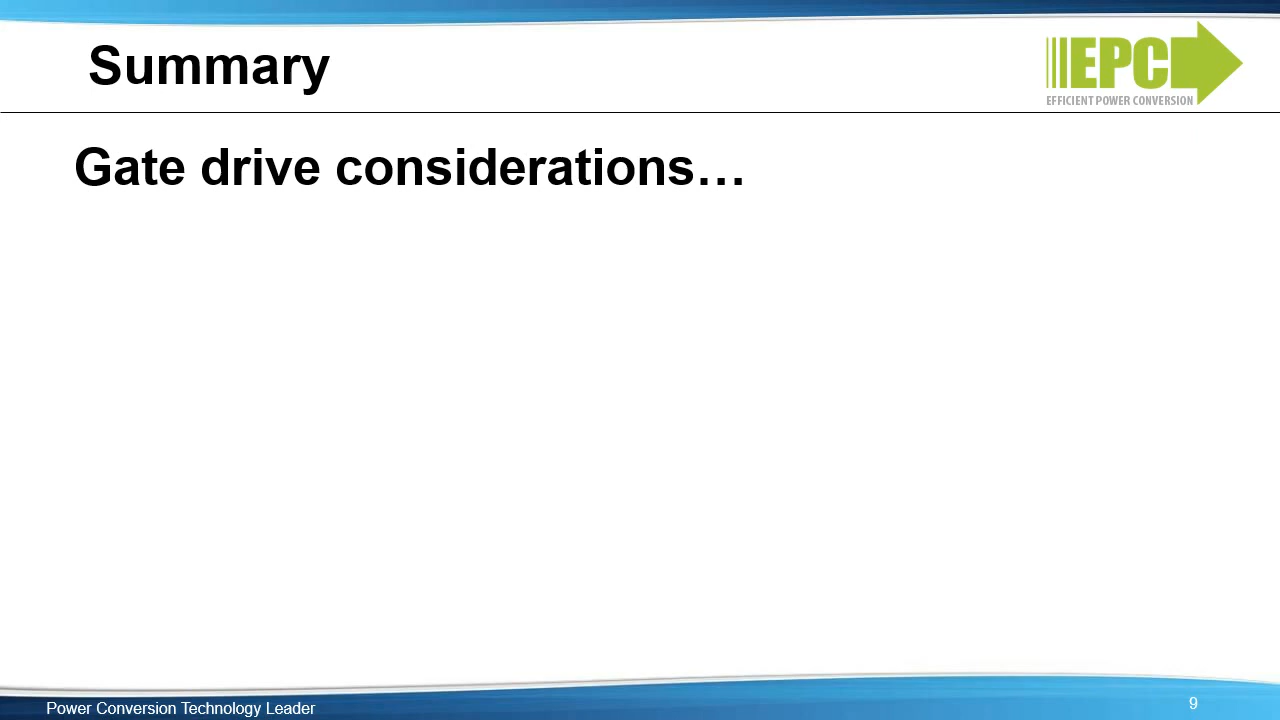 Summary
EPC
EFFICIENT POWER CONVERSION
Gate drive considerations…
Power Conversion Technology Leader
9